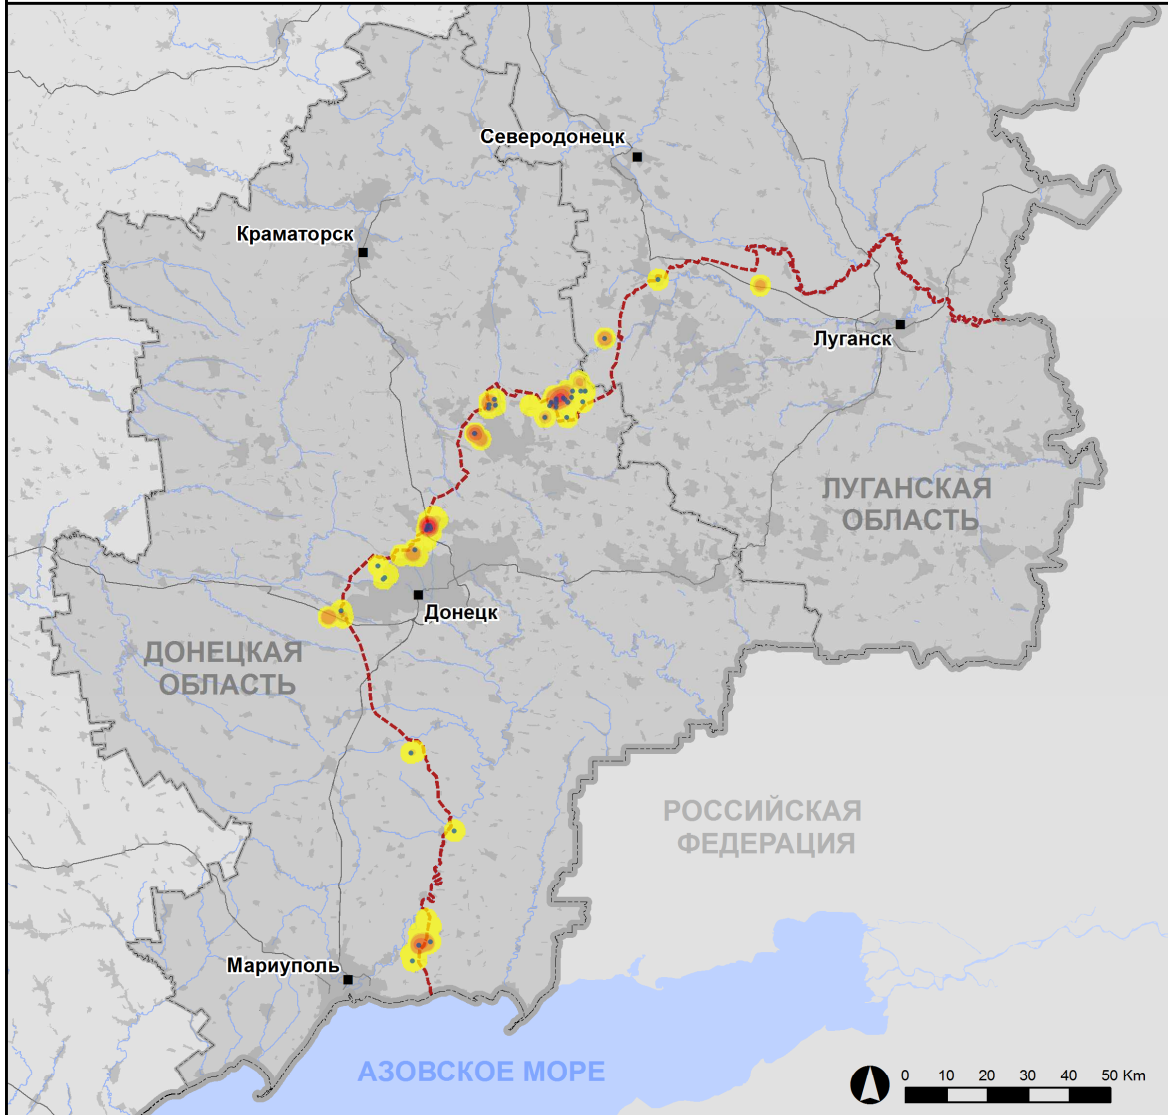 Северодонецк
Краматорск
Луганск
ЛУГАНСКАЯ
ОБЛАСТЬ
Донецк
ДОНЕЦКАЯ
ОБЛАСТЬ
РОССИЙСКАЯ
ФЕДЕРАЦИЯ
Мариуполь
АЗОВСКОЕ МОРЕ
0 10 20 30 40 50 Km